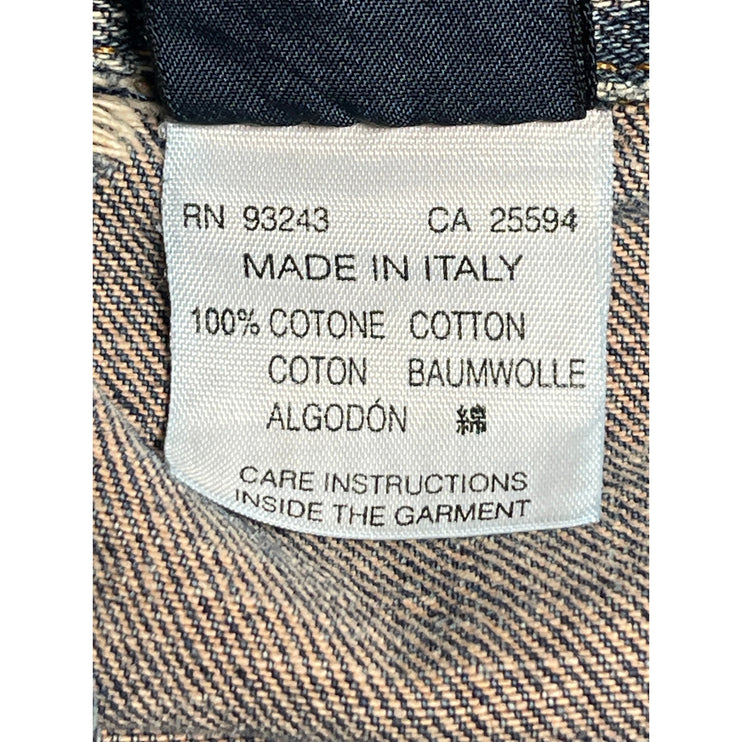 RN 93243 CA 25594
MADE IN ITALY
100% COTONE COTTON
COTON BAUMWOLLE
ALGODÓN 綿
CARE INSTRUCTIONS
INSIDE THE GARMENT